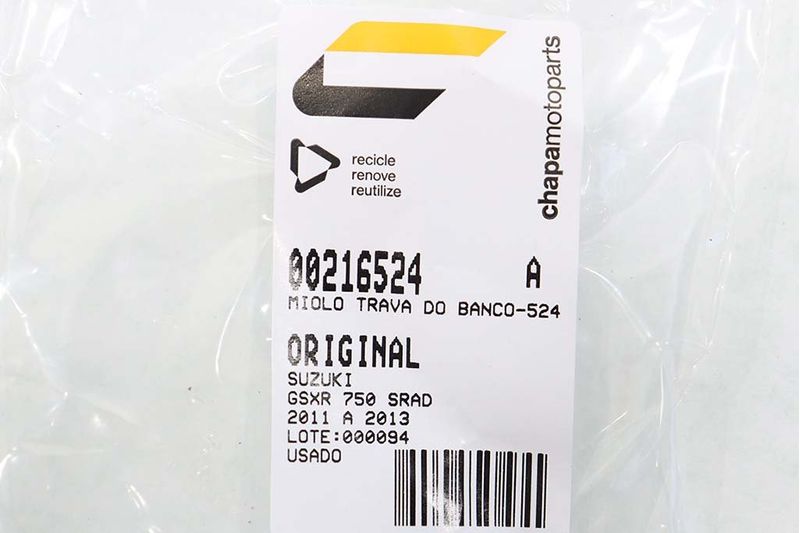 chapamotoparts
recicle
renove
reutilize
00216524 A
MIOLO TRAVA DO BANCO-524
ORIGINAL
SUZUKI
GSXR 750 SRAD
2011 A 2013
LOTE:000094
USADO